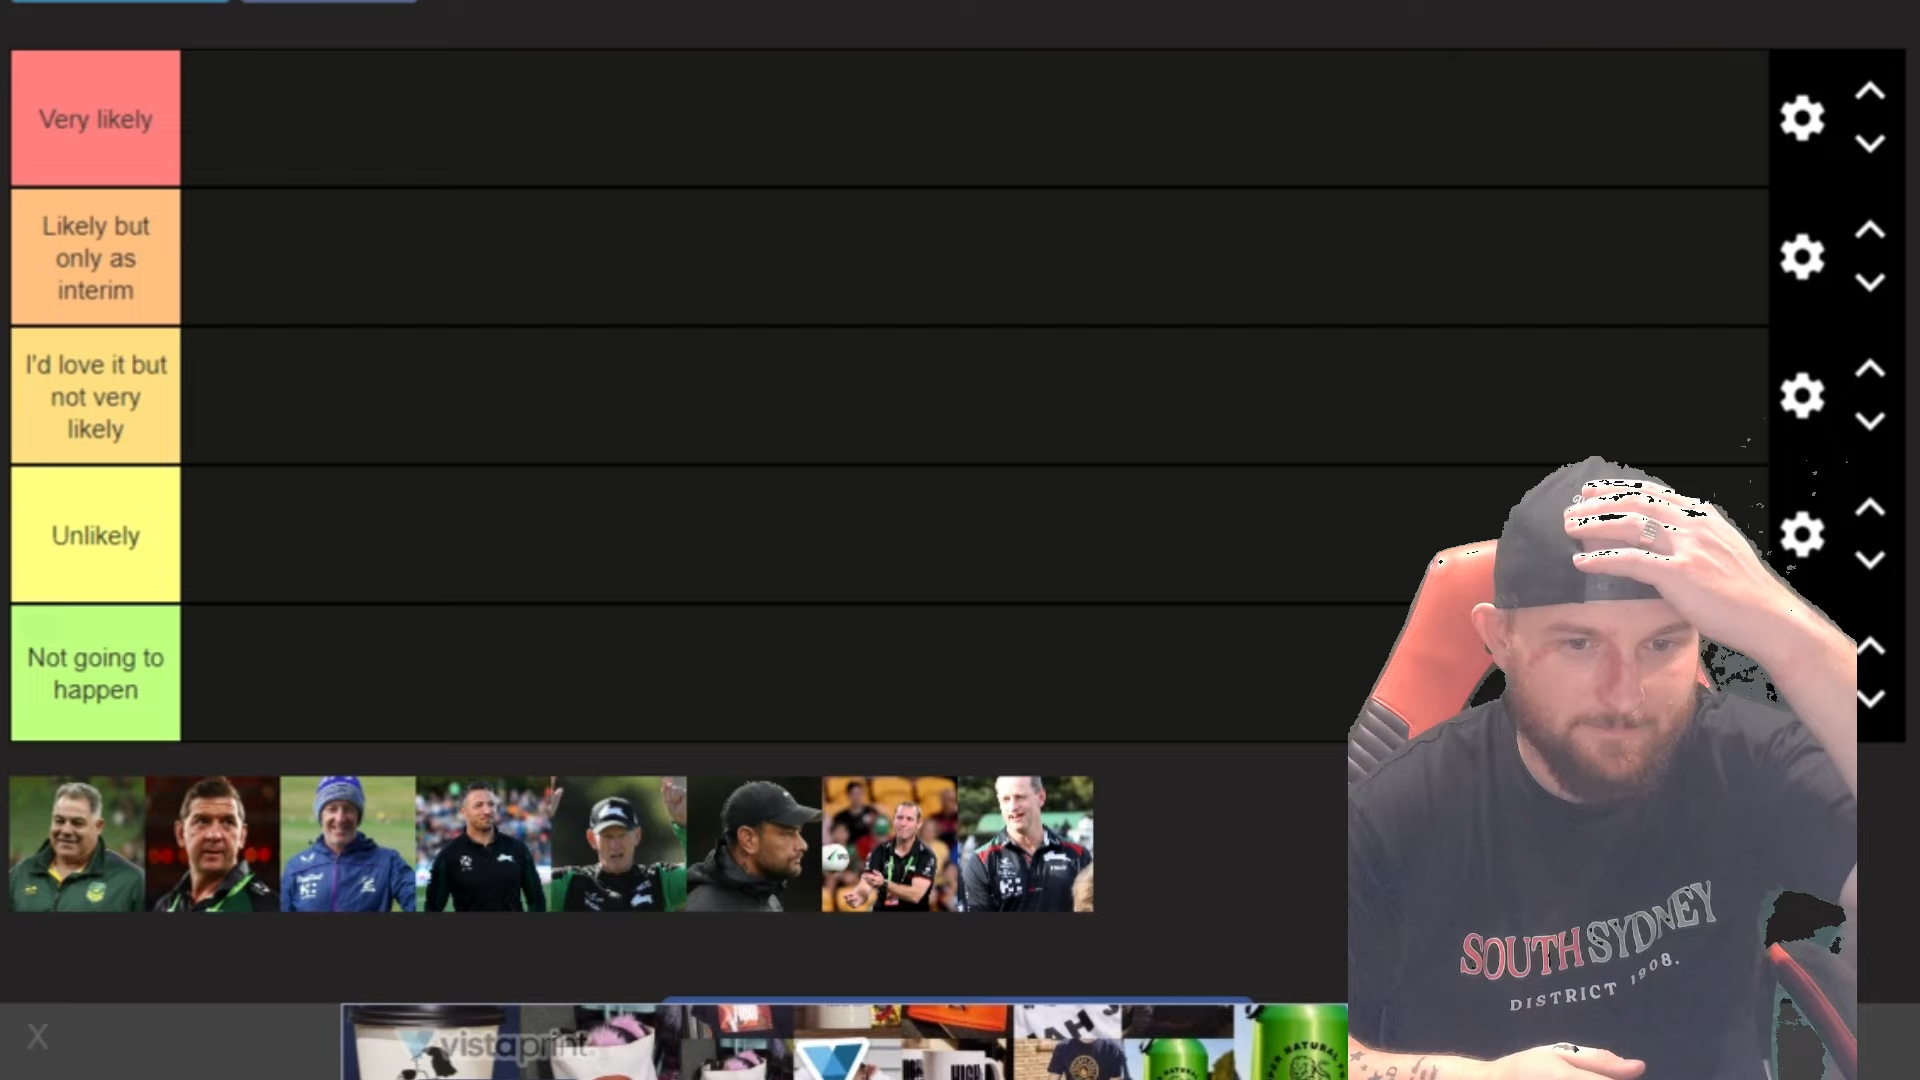 Very likely
Likely but
only as
interim
I'd love it but
not very
likely
Unlikely
Not going to
happen
SOUTH SYDNEY
DISTRICT 1908.
X
vistaprint
HIGH